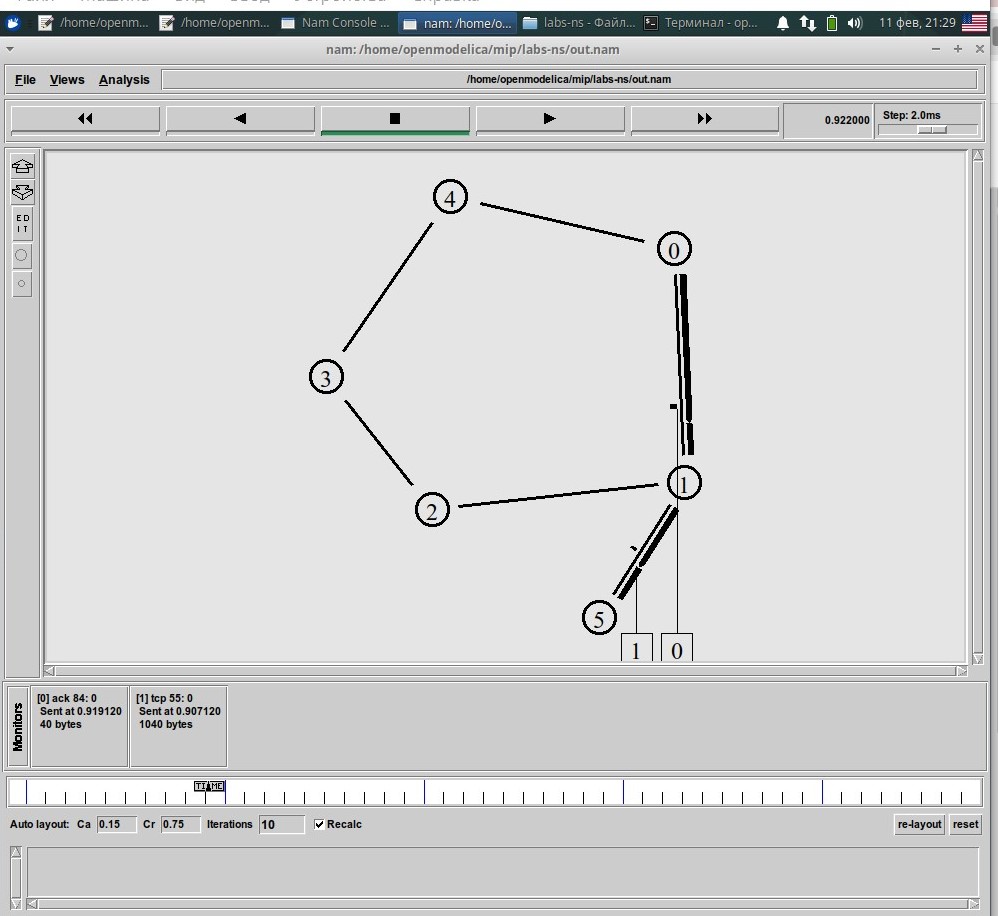 /home/openm...
/home/openm...
Nam Console ...
nam: /home/o...
labs-ns - Файл...
Терминал - op...
11 фев, 21:29
nam: /home/openmodelica/mip/labs-ns/out.nam
File Views Analysis
/home/openmodelica/mip/labs-ns/out.nam
0.922000
Step: 2.0ms
ED
IT
4
0
3
1
2
5
1 0
Monitors
[0] ack 84: 0
Sent at 0.919120
40 bytes
[1] tcp 55: 0
Sent at 0.907120
1040 bytes
TIME
Auto layout: Ca 0.15 Cr 0.75 Iterations 10 Recalc
re-layout reset